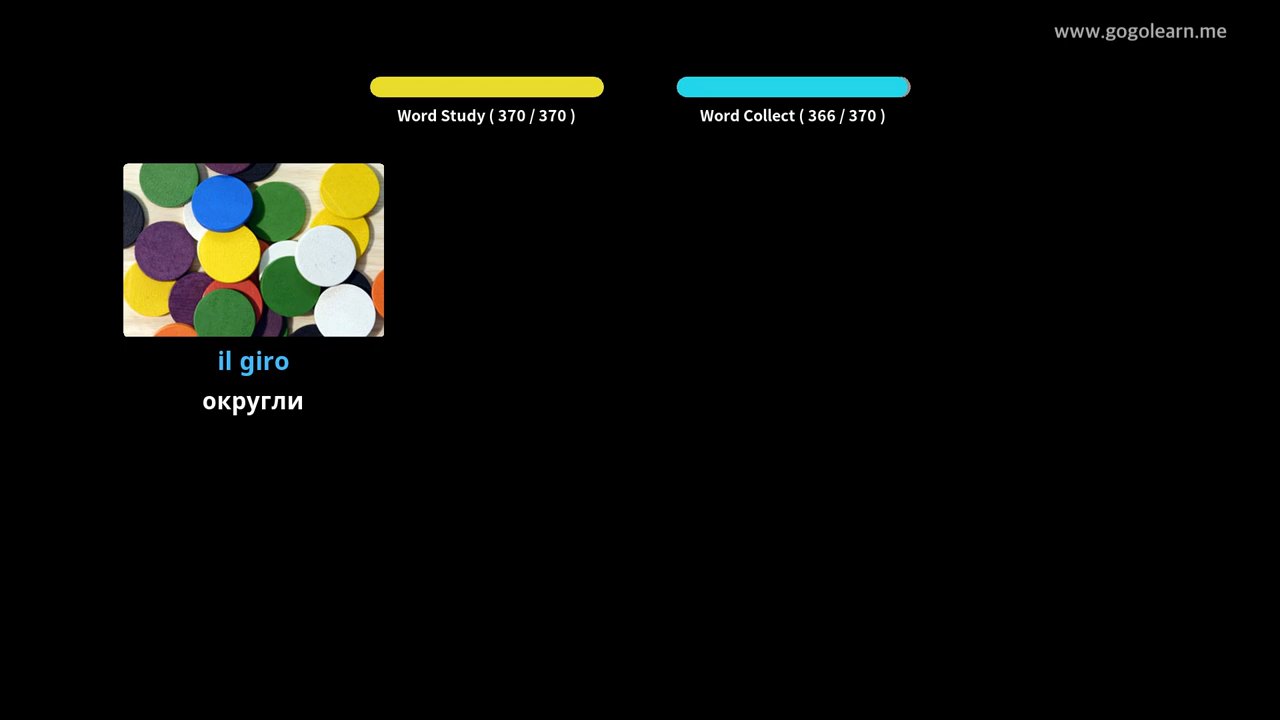 www.gogolearn.me
Word Study ( 370 / 370 )
Word Collect ( 366 / 370 )
il giro
округли